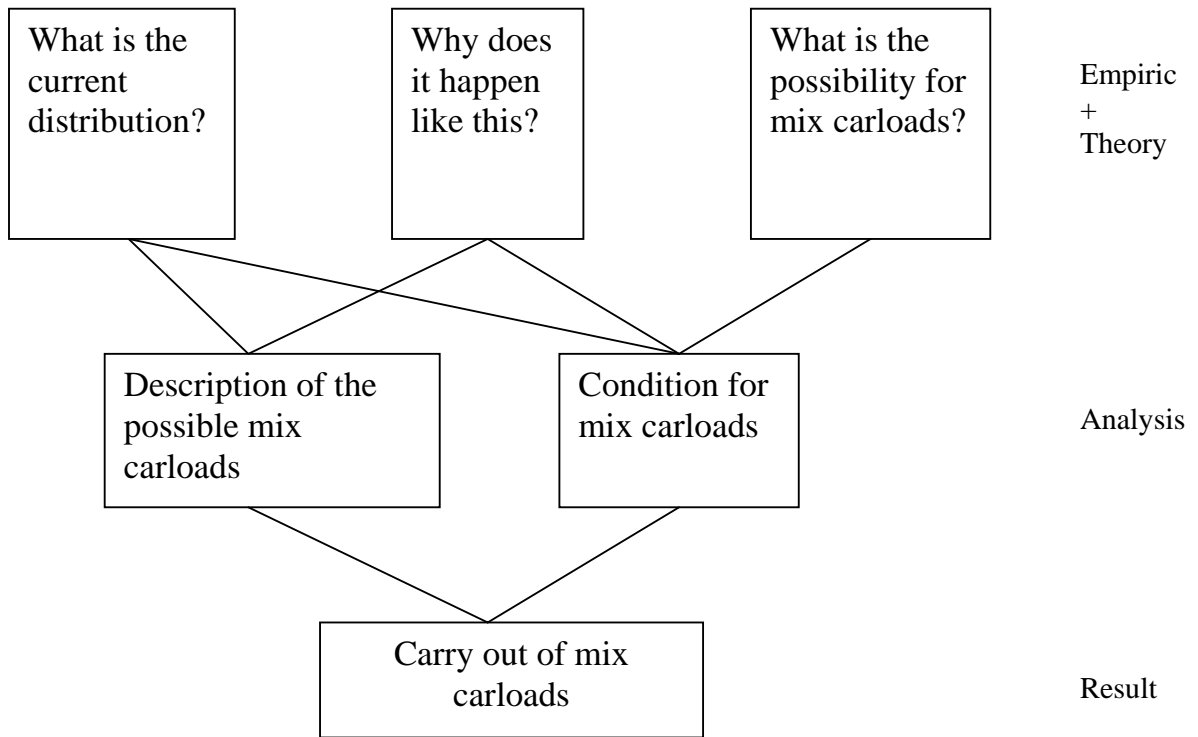 What is the
current
distribution?
Why does
it happen
like this?
What is the
possibility for
mix carloads?
Empiric
+
Theory
Description of the
possible mix
carloads
Condition for
mix carloads
Analysis
Carry out of mix
carloads
Result